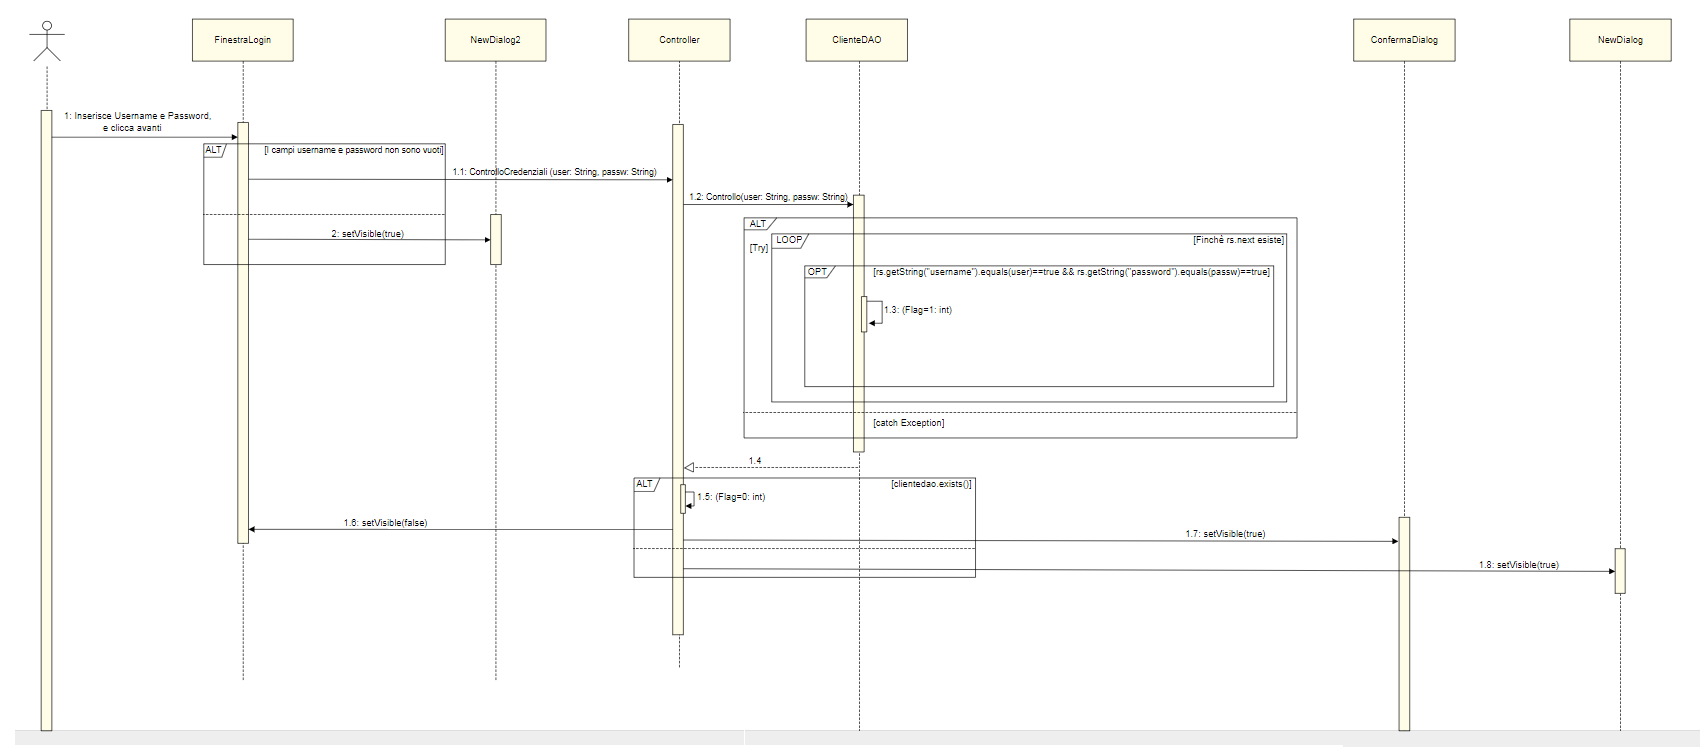 FinestraLogin
NewDialog2
Controller
ClienteDAO
ConfermaDialog
NewDialog
1: Inserisce Username e Password,
e clicca avanti
ALT
[I campi username e password non sono vuoti]
1.1: ControlloCredenziali (user: String, passw: String)
1.2: Controllo(user: String, passw: String)
ALT
2: setVisible(true)
[Try]
LOOP
[Finchè rs.next esiste]
OPT
[rs.getString("username").equals(user)==true && rs.getString("password").equals(passw)==true]
1.3: (Flag=1: int)
[catch Exception]
1.4
ALT
[clientedao.exists()]
1.5: (Flag=0: int)
1.6: setVisible(false)
1.7: setVisible(true)
1.8: setVisible(true)